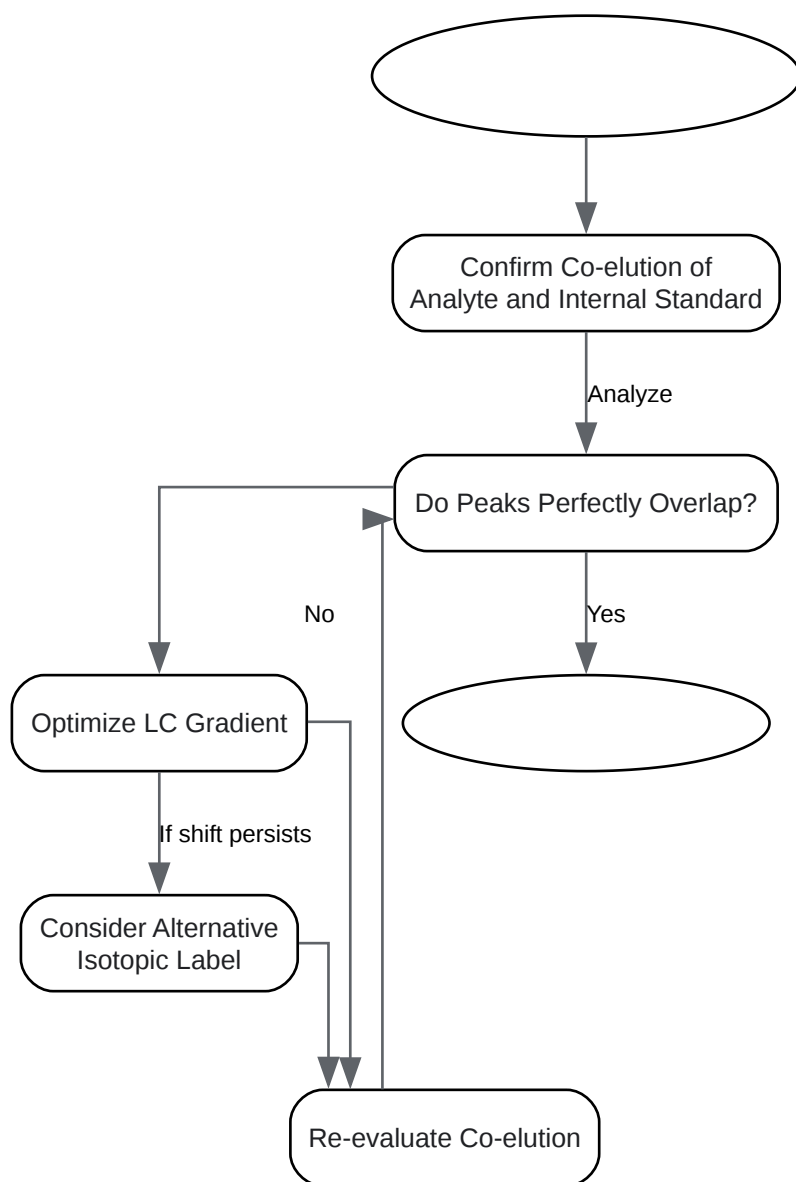 Confirm Co-elution of
Analyte and Internal Standard
Analyze
Do Peaks Perfectly Overlap?
No
Yes
Optimize LC Gradient
If shift persists
Consider Alternative
Isotopic Label
Re-evaluate Co-elution